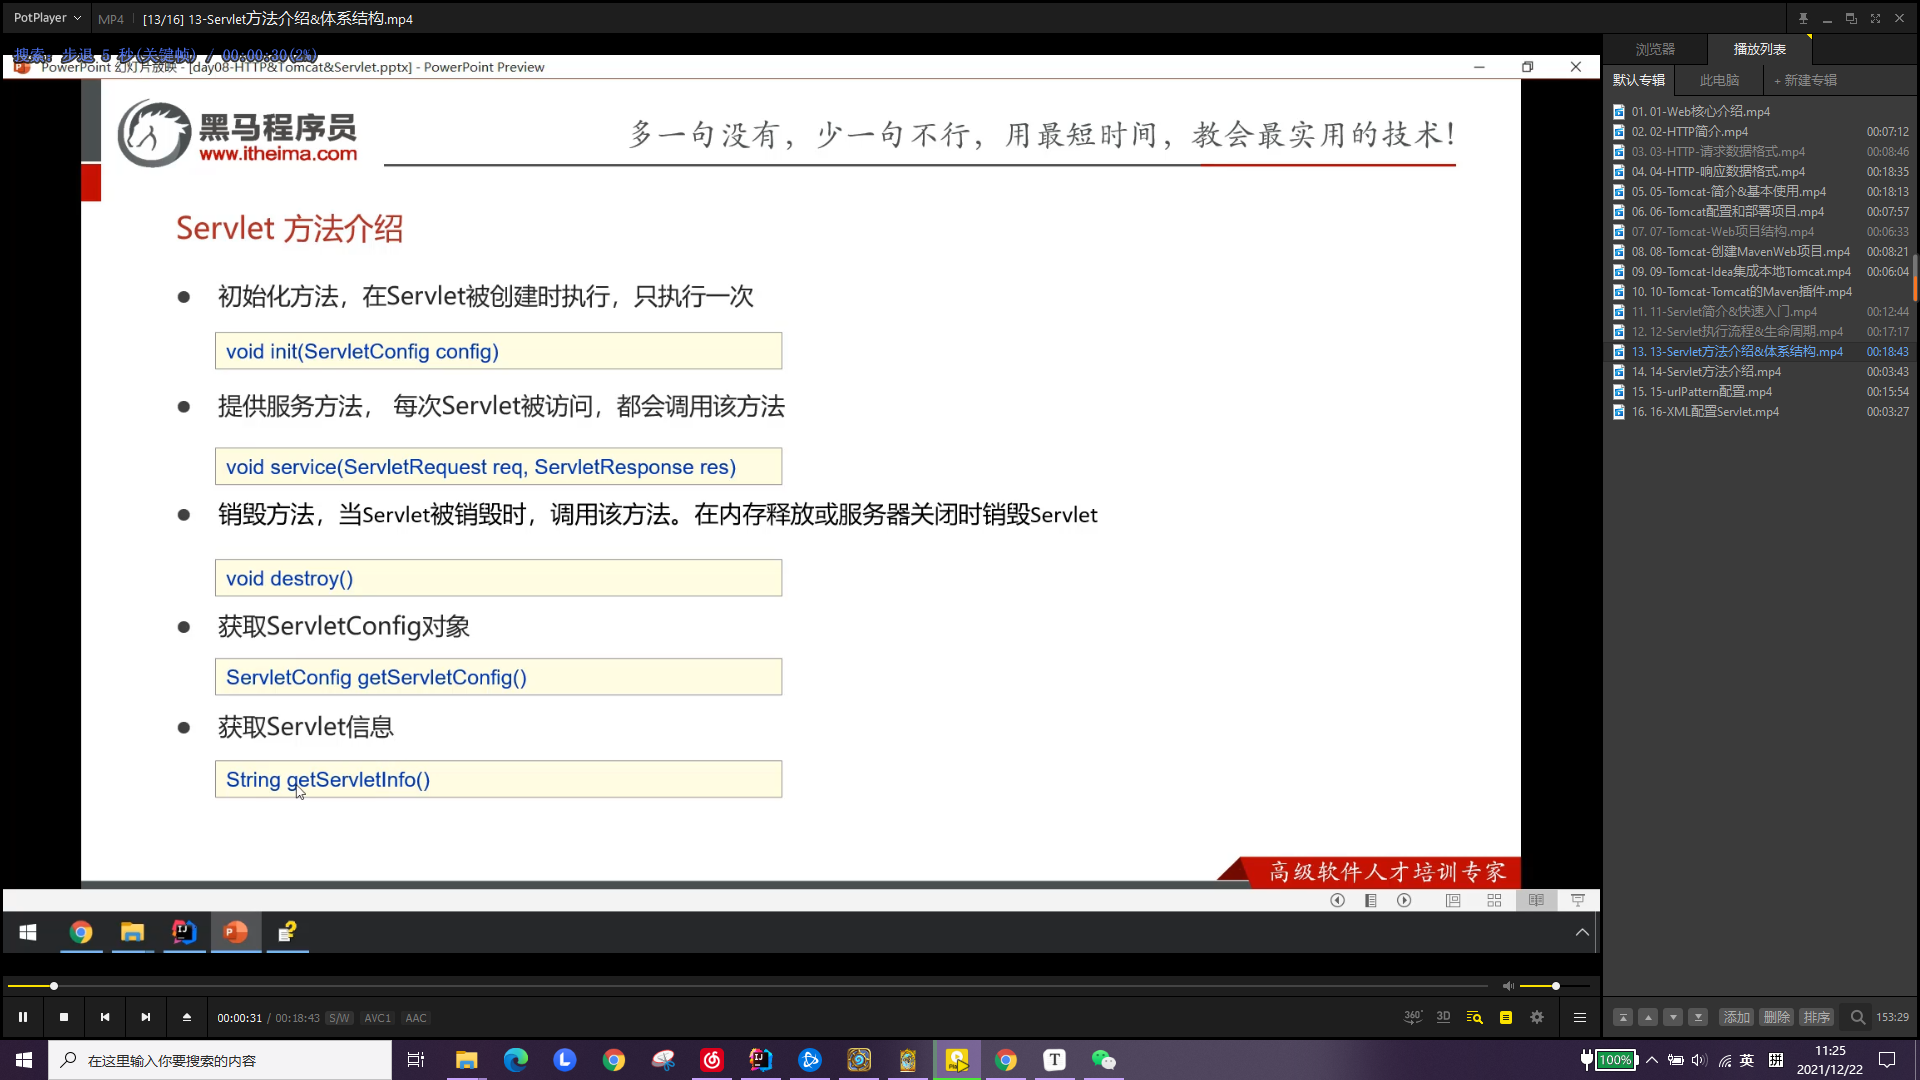 PotPlayer
MP4
[13/16] 13-Servlet方法介绍&体系结构.mp4
搜索: 步退 5 秒(关键帧) / 00:00:30(2%)
PowerPoint 幻灯片放映 - [day08-HTTP&Tomcat&Servlet.pptx] - PowerPoint Preview
黑马程序员
www.itheima.com
多一句没有，少一句不行，用最短时间，教会最实用的技术！
Servlet 方法介绍
● 初始化方法，在Servlet被创建时执行，只执行一次
void init(ServletConfig config)
● 提供服务方法， 每次Servlet被访问，都会调用该方法
void service(ServletRequest req, ServletResponse res)
● 销毁方法，当Servlet被销毁时，调用该方法。在内存释放或服务器关闭时销毁Servlet
void destroy()
● 获取ServletConfig对象
ServletConfig getServletConfig()
● 获取Servlet信息
String getServletInfo()
高级软件人才培训专家
浏览器
播放列表
默认专辑
此电脑
+ 新建专辑
01. 01-Web核心介绍.mp4
02. 02-HTTP简介.mp4 00:07:12
03. 03-HTTP-请求数据格式.mp4 00:08:46
04. 04-HTTP-响应数据格式.mp4 00:18:35
05. 05-Tomcat-简介&基本使用.mp4 00:18:13
06. 06-Tomcat配置和部署项目.mp4 00:07:57
07. 07-Tomcat-Web项目结构.mp4 00:06:33
08. 08-Tomcat-创建MavenWeb项目.mp4 00:08:21
09. 09-Tomcat-Idea集成本地Tomcat.mp4 00:06:04
10. 10-Tomcat-Tomcat的Maven插件.mp4
11. 11-Servlet简介&快速入门.mp4 00:12:44
12. 12-Servlet执行流程&生命周期.mp4 00:17:17
13. 13-Servlet方法介绍&体系结构.mp4 00:18:43
14. 14-Servlet方法介绍.mp4 00:03:43
15. 15-urlPattern配置.mp4 00:15:54
16. 16-XML配置Servlet.mp4 00:03:27
00:00:31 / 00:18:43 S/W AVC1 AAC
360° 3D
添加 删除 排序 153:29
在这里输入你要搜索的内容
100%
英
拼
11:25
2021/12/22